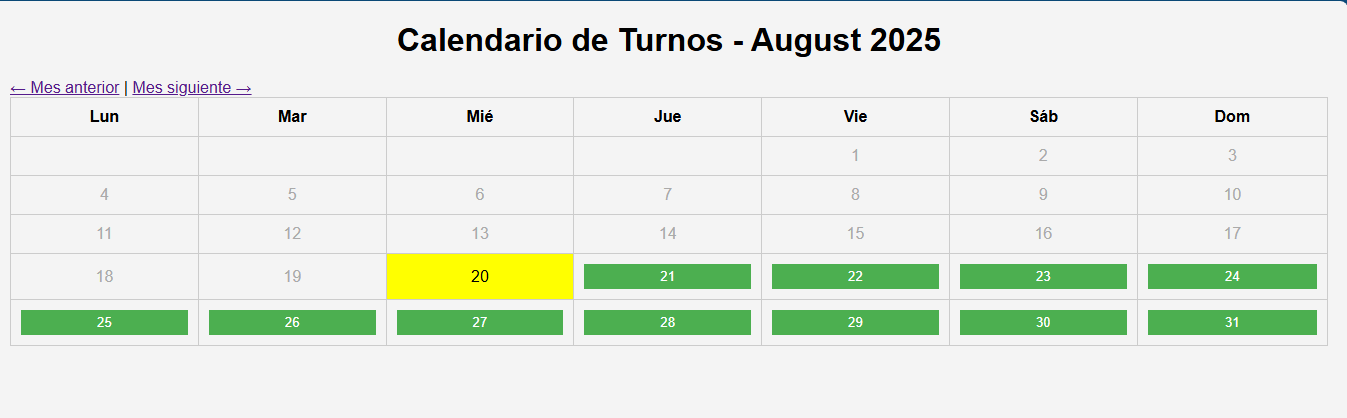 Calendario de Turnos - August 2025
← Mes anterior | Mes siguiente →
Lun Mar Mié Jue Vie Sáb Dom
1 2 3
4 5 6 7 8 9 10
11 12 13 14 15 16 17
18 19 20 21 22 23 24
25 26 27 28 29 30 31